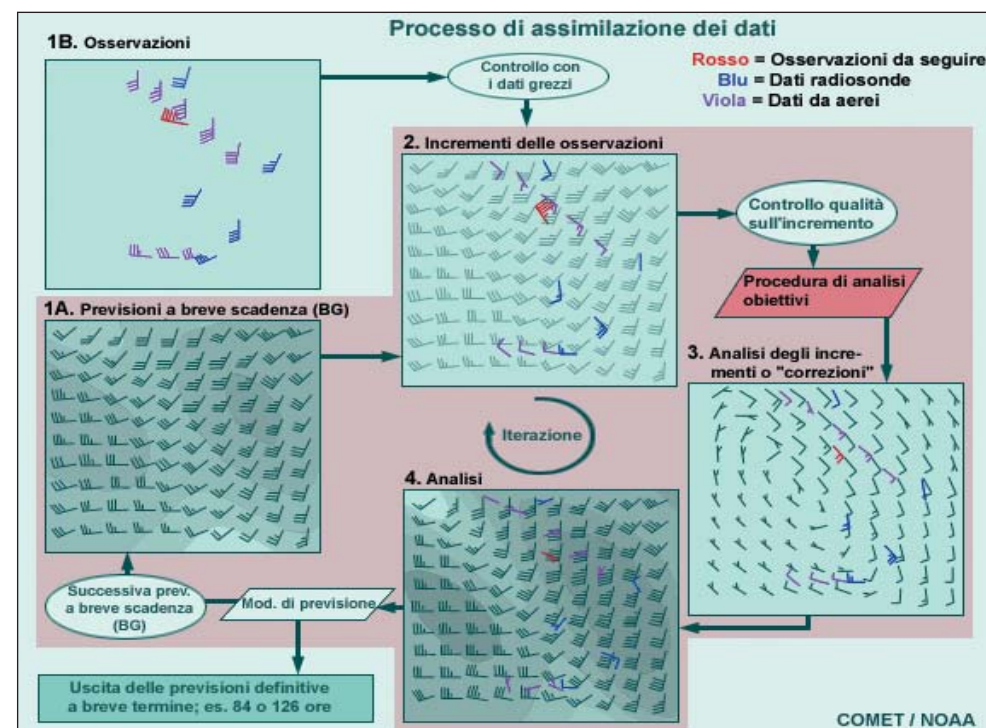 Processo di assimilazione dei dati
1B. Osservazioni
Controllo con
i dati grezzi
Rosso = Osservazioni da seguire
Blu = Dati radiosonde
Viola = Dati da aerei
2. Incrementi delle osservazioni
Controllo qualità
sull'incremento
Procedura di analisi
obiettivi
1A. Previsioni a breve scadenza (BG)
3. Analisi degli incre-
menti o "correzioni"
Iterazione
4. Analisi
Successiva prev.
a breve scadenza
(BG)
Mod. di previsione
Uscita delle previsioni definitive
a breve termine; es. 84 o 126 ore
COMET / NOAA